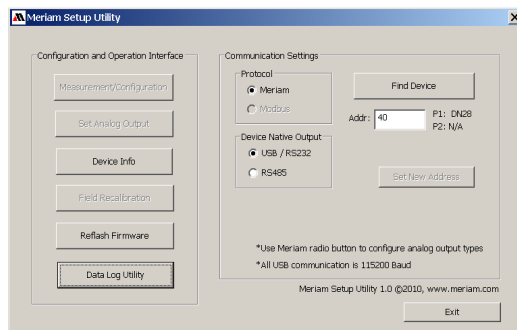 Meriam Setup Utility
Configuration and Operation Interface
Measurement/Configuration
Set Analog Output
Device Info
Field Recalibration
Reflash Firmware
Data Log Utility
Communication Settings
Protocol
Meriam
Modbus
Device Native Output
USB / RS232
RS485
Find Device
Addr: 40
P1: DN28
P2: N/A
Set New Address
*Use Meriam radio button to configure analog output types
*All USB communication is 115200 Baud
Meriam Setup Utility 1.0 ©2010, www.meriam.com
Exit